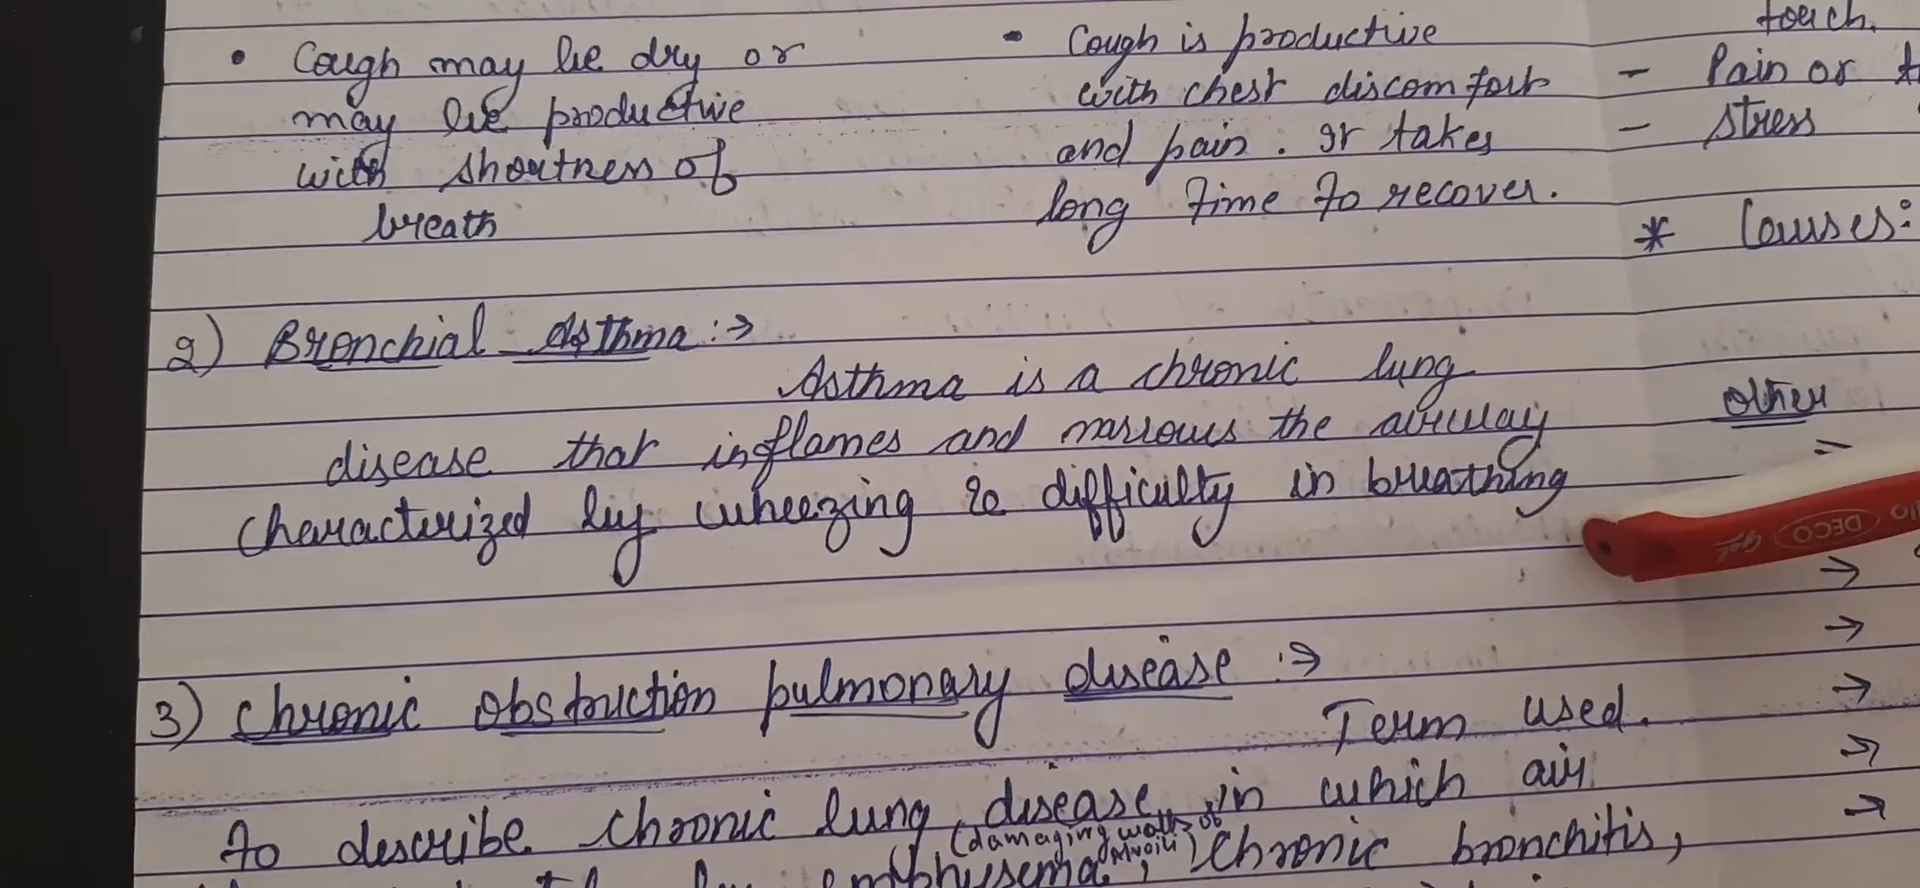 • Cough may be dry or
may be productive
with shortness of
breath
- Cough is productive
with chest discomfort
and pain. It takes
long time to recover.
touch.
- Pain or
- stress
* Causes:
2) Bronchial Asthma :→
Asthma is a chronic lung
disease that inflames and narrows the airway
characterized by wheezing & difficulty in breathing
other
DECO
gel
3) Chronic obstruction pulmonary disease :→
Term used
to describe chronic lung disease in which air
(damaging walls of
emphysema, chronic bronchitis,